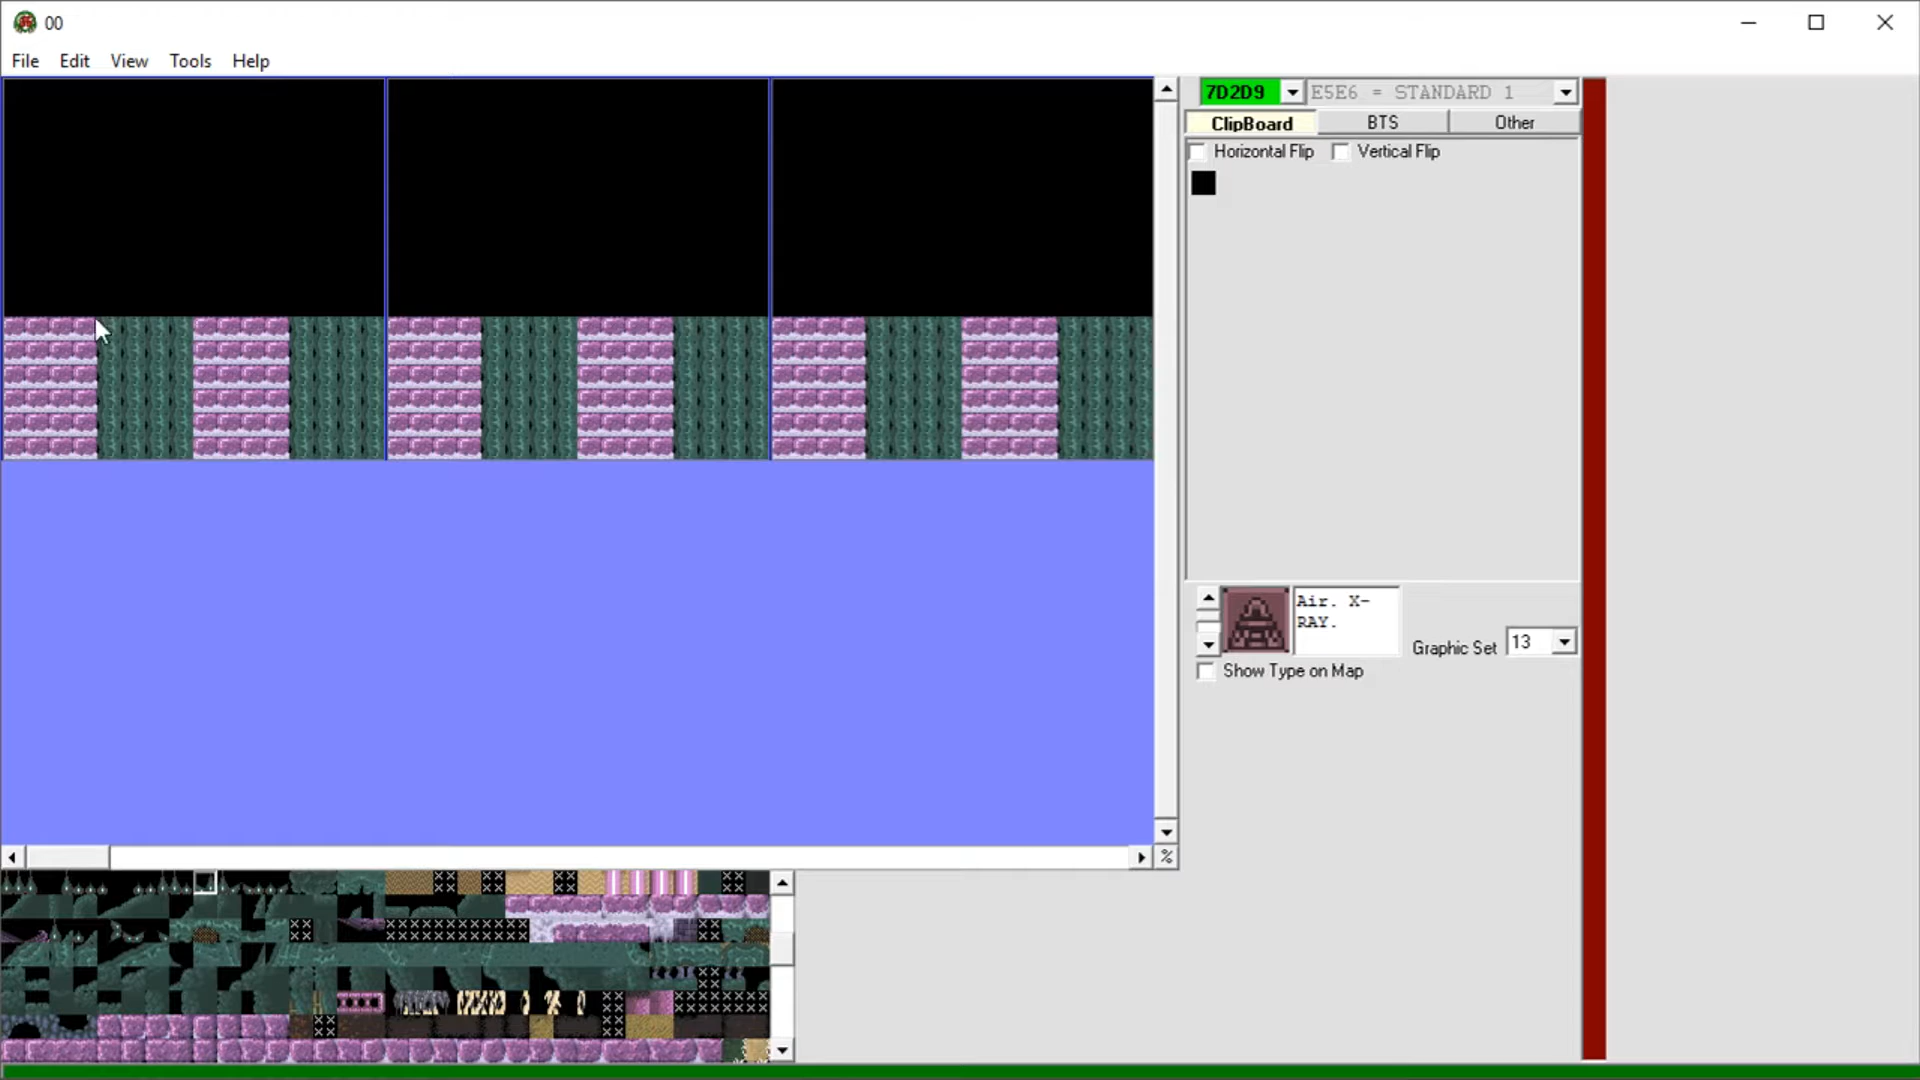 00
File Edit View Tools Help
7D2D9 E5E6 = STANDARD 1
ClipBoard BTS Other
Horizontal Flip Vertical Flip
Air. X-
RAY.
Graphic Set 13
Show Type on Map
%